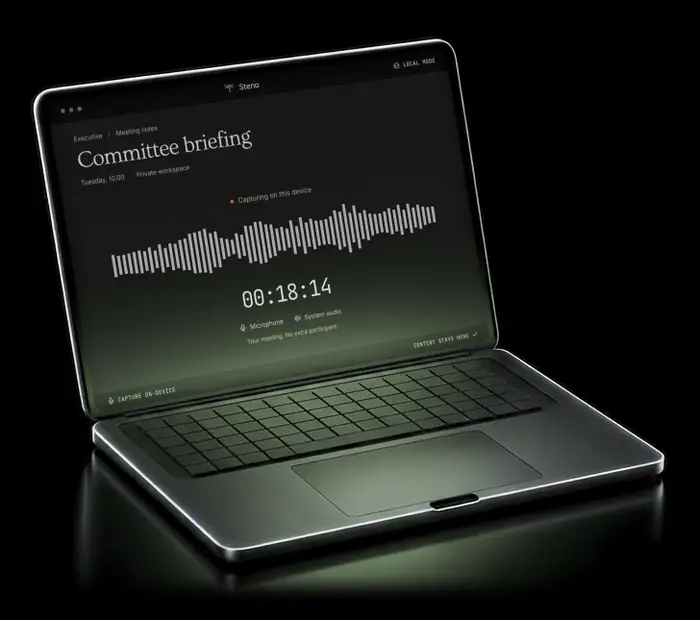 Steno
LOCAL MODE
Executive | Meeting notes
Committee briefing
Tuesday, 10:00 Private workspace
Capturing on this device
00:18:14
Microphone System audio
Your meeting. No extra participant.
CAPTURE ON-DEVICE
CONTENT STAYS HERE